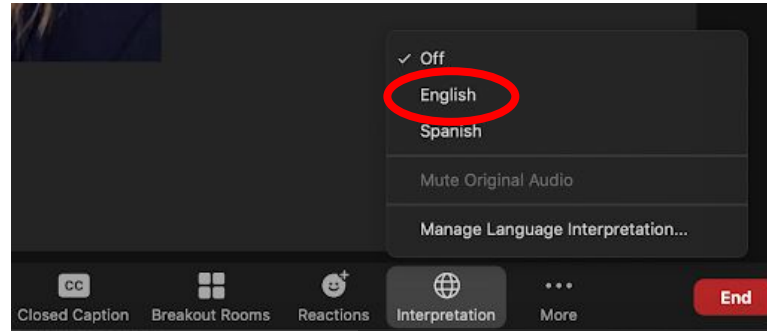 Off
English
Spanish
Mute Original Audio
Manage Language Interpretation...
CC
Closed Caption Breakout Rooms Reactions Interpretation More End